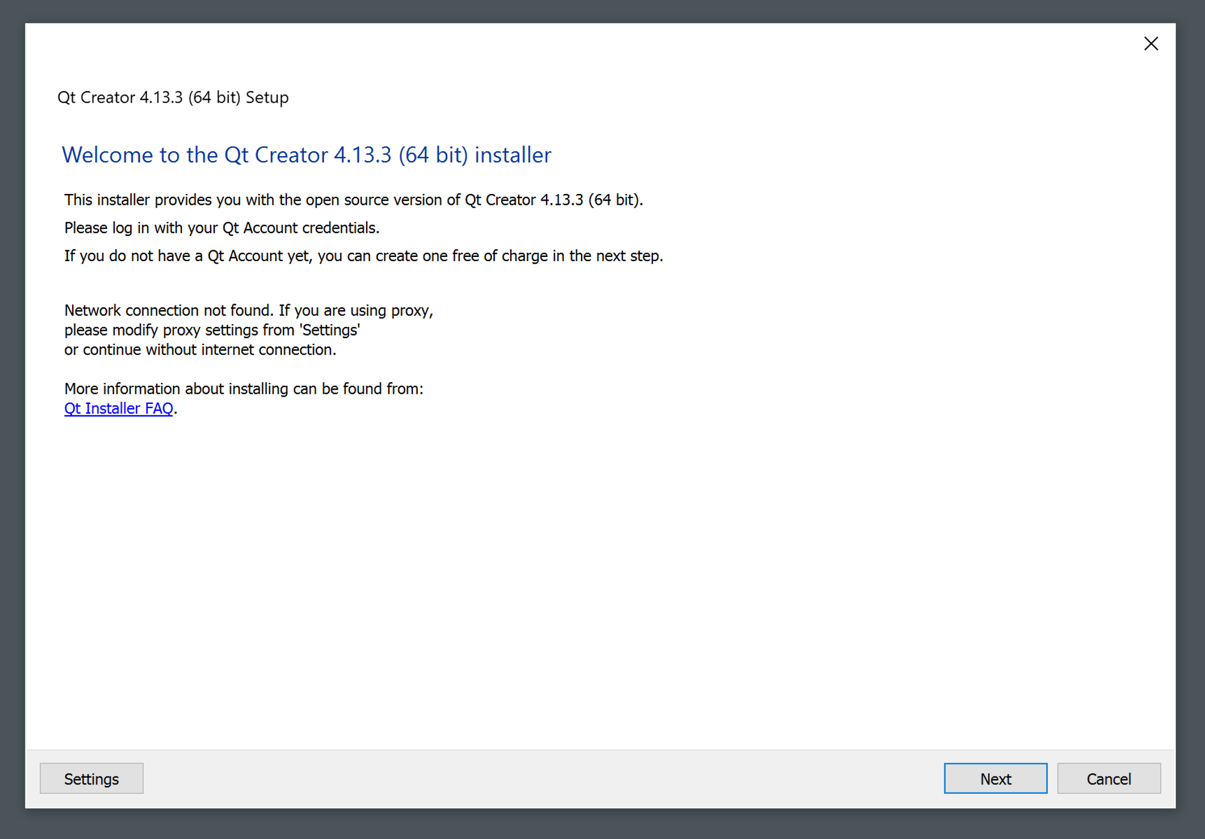 Qt Creator 4.13.3 (64 bit) Setup
Welcome to the Qt Creator 4.13.3 (64 bit) installer
This installer provides you with the open source version of Qt Creator 4.13.3 (64 bit).
Please log in with your Qt Account credentials.
If you do not have a Qt Account yet, you can create one free of charge in the next step.
Network connection not found. If you are using proxy,
please modify proxy settings from 'Settings'
or continue without internet connection.
More information about installing can be found from:
Qt Installer FAQ.
Settings
Next
Cancel